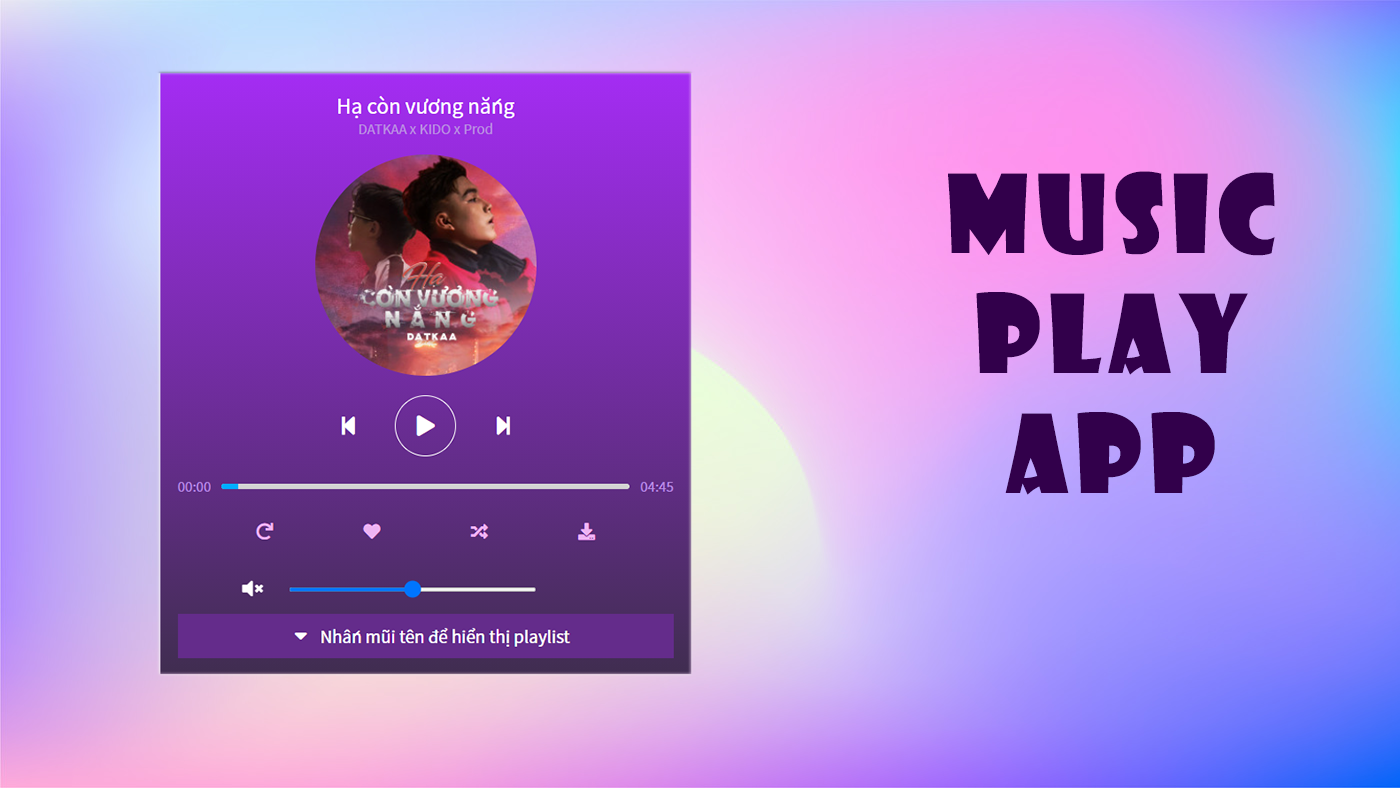 Hạ còn vương nắng
DATKAA x KIDO x Prod
Hạ
CÒN VƯƠNG
NẮNG
DATKAA
00:00
04:45
Nhấn mũi tên để hiển thị playlist
MUSIC
PLAY
APP